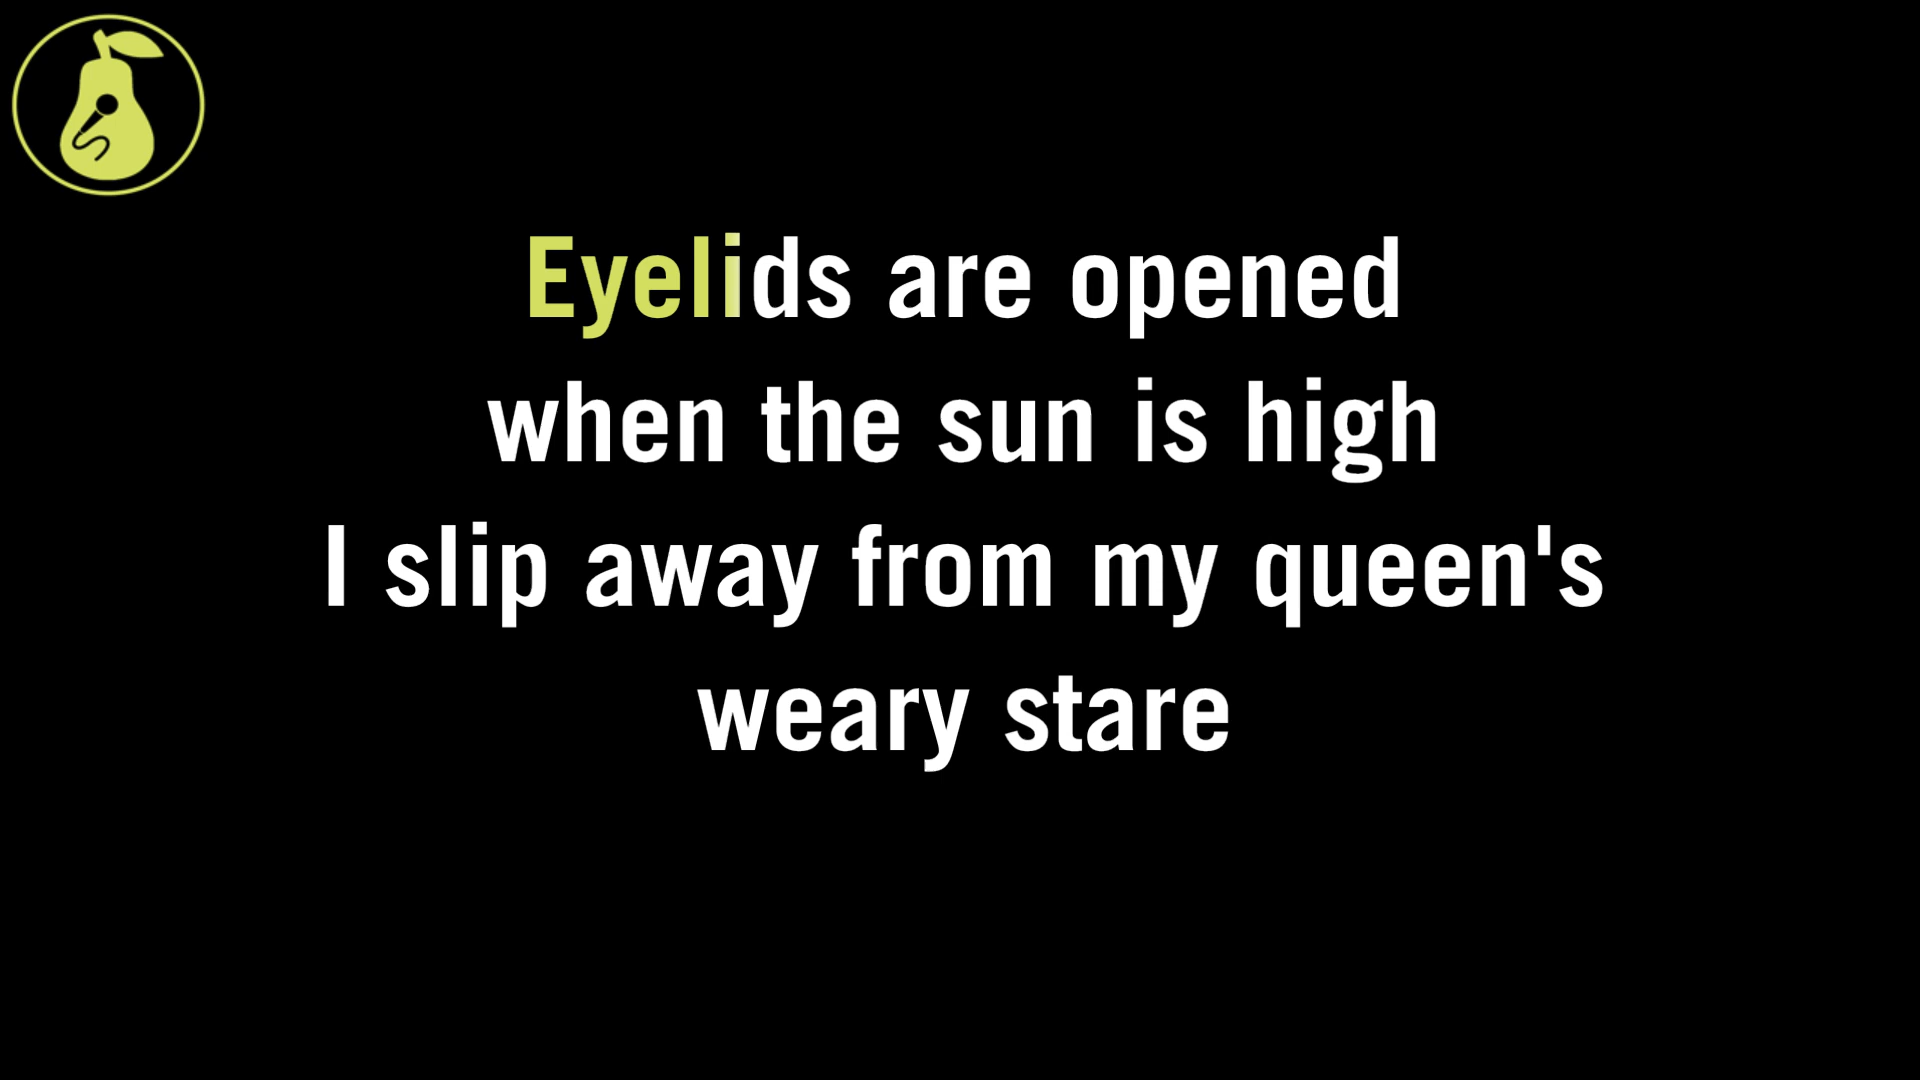 Eyelids are opened
when the sun is high
I slip away from my queen's
weary stare